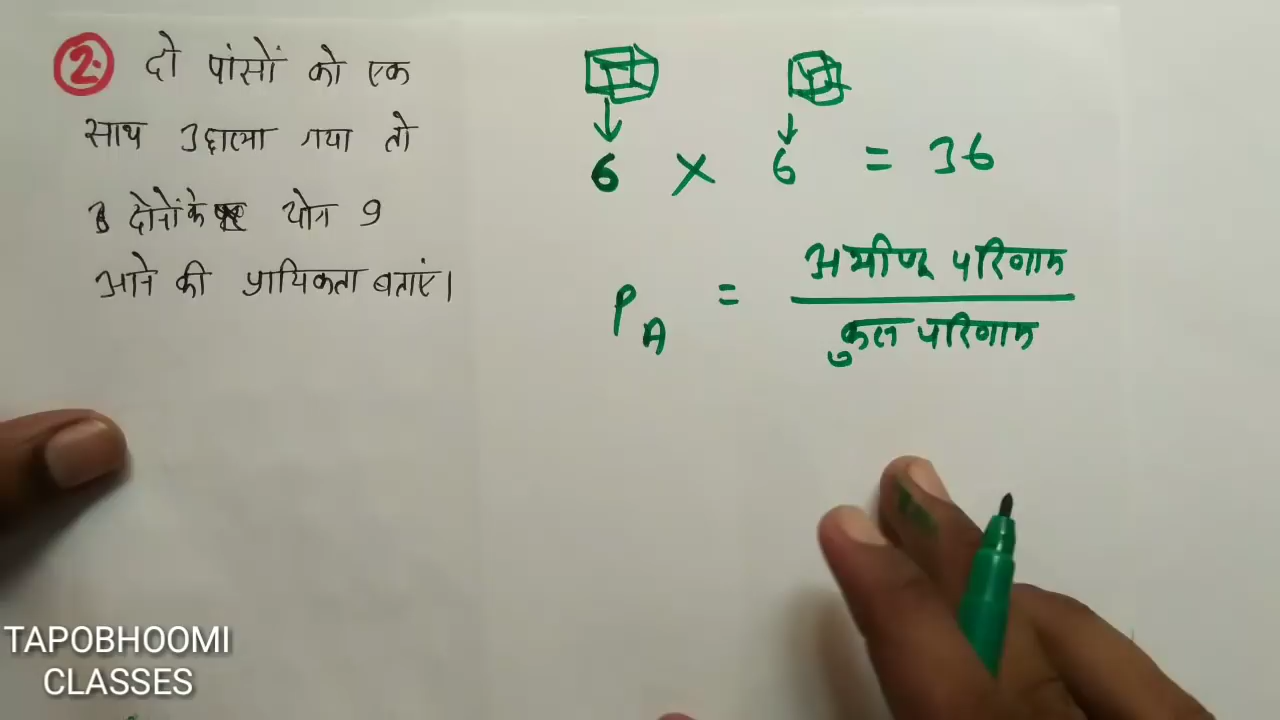 2. दो पांसों को एक
साथ उछाला गया तो
दोनों के योग 9
आने की प्रायिकता बताएं।
6 × 6 = 36
P_A = अभीष्ट परिणाम
कुल परिणाम
TAPOBHOOMI
CLASSES